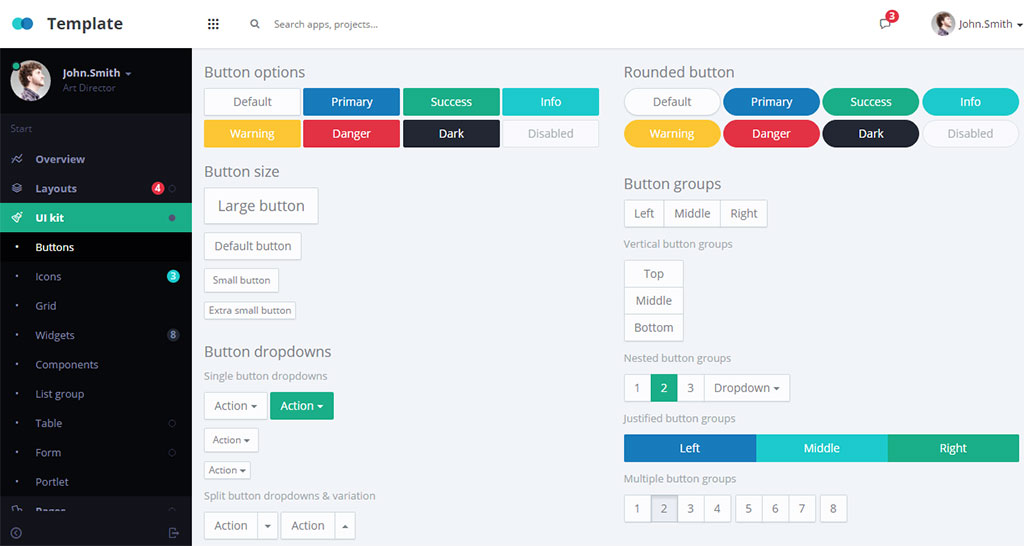 Template
Search apps, projects...
3
John.Smith
John.Smith
Art Director
Start
Overview
Layouts 4
UI kit
Buttons
Icons 3
Grid
Widgets 8
Components
List group
Table
Form
Portlet
Pages
Button options
Default Primary Success Info
Warning Danger Dark Disabled
Button size
Large button
Default button
Small button
Extra small button
Button dropdowns
Single button dropdowns
Action Action
Action
Action
Split button dropdowns & variation
Action Action
Rounded button
Default Primary Success Info
Warning Danger Dark Disabled
Button groups
Left Middle Right
Vertical button groups
Top
Middle
Bottom
Nested button groups
1 2 3 Dropdown
Justified button groups
Left Middle Right
Multiple button groups
1 2 3 4 5 6 7 8